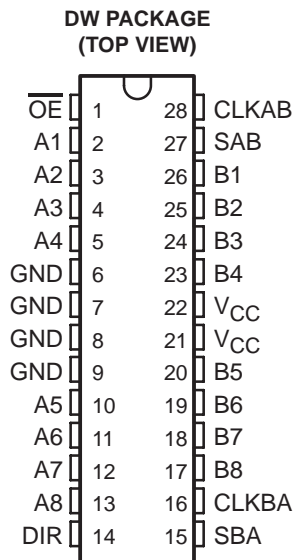 DW PACKAGE
(TOP VIEW)
OE 1 28 CLKAB
A1 2 27 SAB
A2 3 26 B1
A3 4 25 B2
A4 5 24 B3
GND 6 23 B4
GND 7 22 VCC
GND 8 21 VCC
GND 9 20 B5
A5 10 19 B6
A6 11 18 B7
A7 12 17 B8
A8 13 16 CLKBA
DIR 14 15 SBA